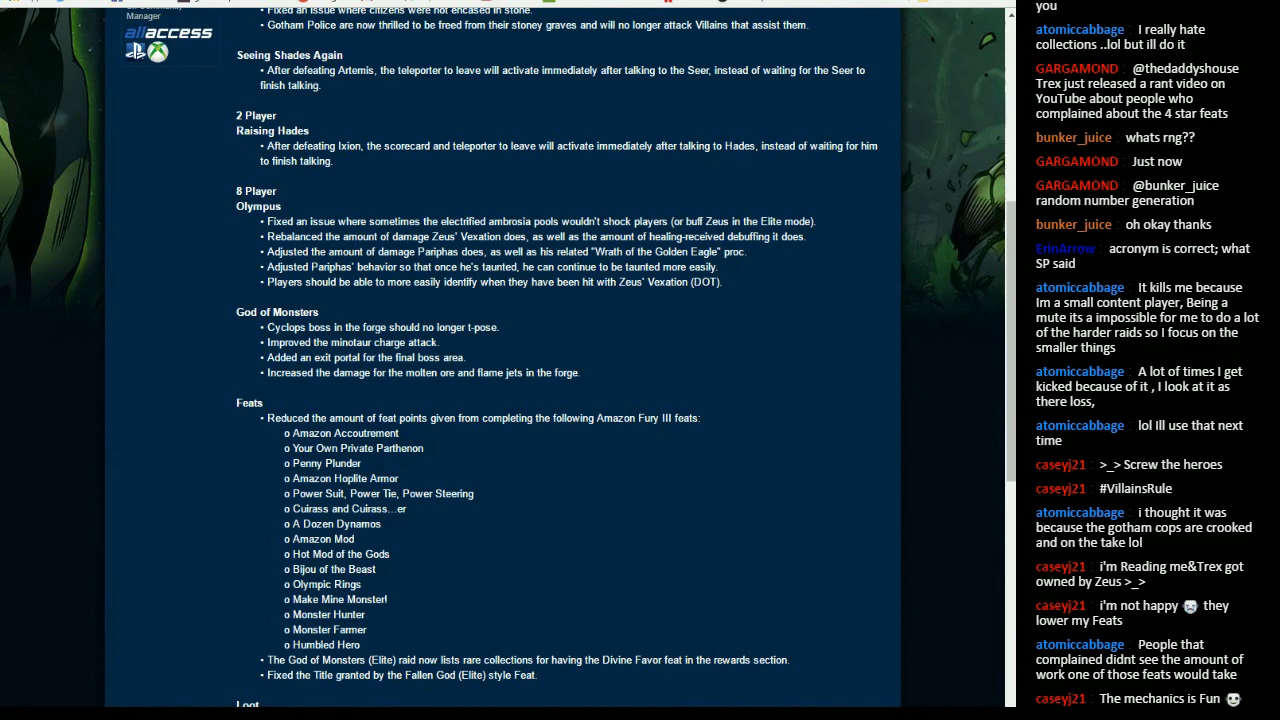 Manager
allaccess
• Fixed an issue where citizens were not encased in stone.
• Gotham Police are now thrilled to be freed from their stoney graves and will no longer attack Villains that assist them.
Seeing Shades Again
• After defeating Artemis, the teleporter to leave will activate immediately after talking to the Seer, instead of waiting for the Seer to
finish talking.
2 Player
Raising Hades
• After defeating Ixion, the scorecard and teleporter to leave will activate immediately after talking to Hades, instead of waiting for him
to finish talking.
8 Player
Olympus
• Fixed an issue where sometimes the electrified ambrosia pools wouldn't shock players (or buff Zeus in the Elite mode).
• Rebalanced the amount of damage Zeus' Vexation does, as well as the amount of healing-received debuffing it does.
• Adjusted the amount of damage Pariphas does, as well as his related "Wrath of the Golden Eagle" proc.
• Adjusted Pariphas' behavior so that once he's taunted, he can continue to be taunted more easily.
• Players should be able to more easily identify when they have been hit with Zeus' Vexation (DOT).
God of Monsters
• Cyclops boss in the forge should no longer t-pose.
• Improved the minotaur charge attack.
• Added an exit portal for the final boss area.
• Increased the damage for the molten ore and flame jets in the forge.
Feats
• Reduced the amount of feat points given from completing the following Amazon Fury III feats:
o Amazon Accoutrement
o Your Own Private Parthenon
o Penny Plunder
o Amazon Hoplite Armor
o Power Suit, Power Tie, Power Steering
o Cuirass and Cuirass...er
o A Dozen Dynamos
o Amazon Mod
o Hot Mod of the Gods
o Bijou of the Beast
o Olympic Rings
o Make Mine Monster!
o Monster Hunter
o Monster Farmer
o Humbled Hero
• The God of Monsters (Elite) raid now lists rare collections for having the Divine Favor feat in the rewards section.
• Fixed the Title granted by the Fallen God (Elite) style Feat.
Loot
you
atomiccabbage : I really hate
collections ..lol but ill do it
GARGAMOND : @thedaddyshouse
Trex just released a rant video on
YouTube about people who
complained about the 4 star feats
bunker_juice : whats rng??
GARGAMOND : Just now
GARGAMOND : @bunker_juice
random number generation
bunker_juice : oh okay thanks
ErinArrow : acronym is correct; what
SP said
atomiccabbage : It kills me because
Im a small content player, Being a
mute its a impossible for me to do a lot
of the harder raids so I focus on the
smaller things
atomiccabbage : A lot of times I get
kicked because of it , I look at it as
there loss,
atomiccabbage : lol Ill use that next
time
caseyj21 : >_> Screw the heroes
caseyj21 : #VillainsRule
atomiccabbage : i thought it was
because the gotham cops are crooked
and on the take lol
caseyj21 : i'm Reading me&Trex got
owned by Zeus >_>
caseyj21 : i'm not happy they
lower my Feats
atomiccabbage : People that
complained didnt see the amount of
work one of those feats would take
caseyj21 : The mechanics is Fun